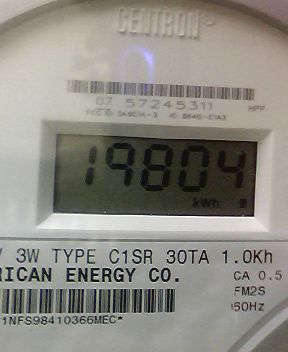 CENTRON®
07 57245311 HPP
19804
kWh
3W TYPE C1SR 30TA 1.0Kh
RICAN ENERGY CO.
CA 0.5
FM2S
60Hz
1NFS98410366MEC*